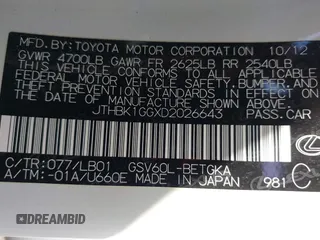 MFD.BY:TOYOTA MOTOR CORPORATION 10/12
GVWR 4700LB GAWR FR 2625LB RR 2540LB
THIS VEHICLE CONFORMS TO ALL APPLICABLE
FEDERAL MOTOR VEHICLE SAFETY, BUMPER, AND
THEFT PREVENTION STANDARDS IN EFFECT ON
THE DATE OF MANUFACTURE SHOWN ABOVE.
JTHBK1GGXD2026643 PASS.CAR
C/TR:077/LB01 GSV60L-BETGKA
A/TM:-01A/U660E MADE IN JAPAN 981 C
DREAMBID